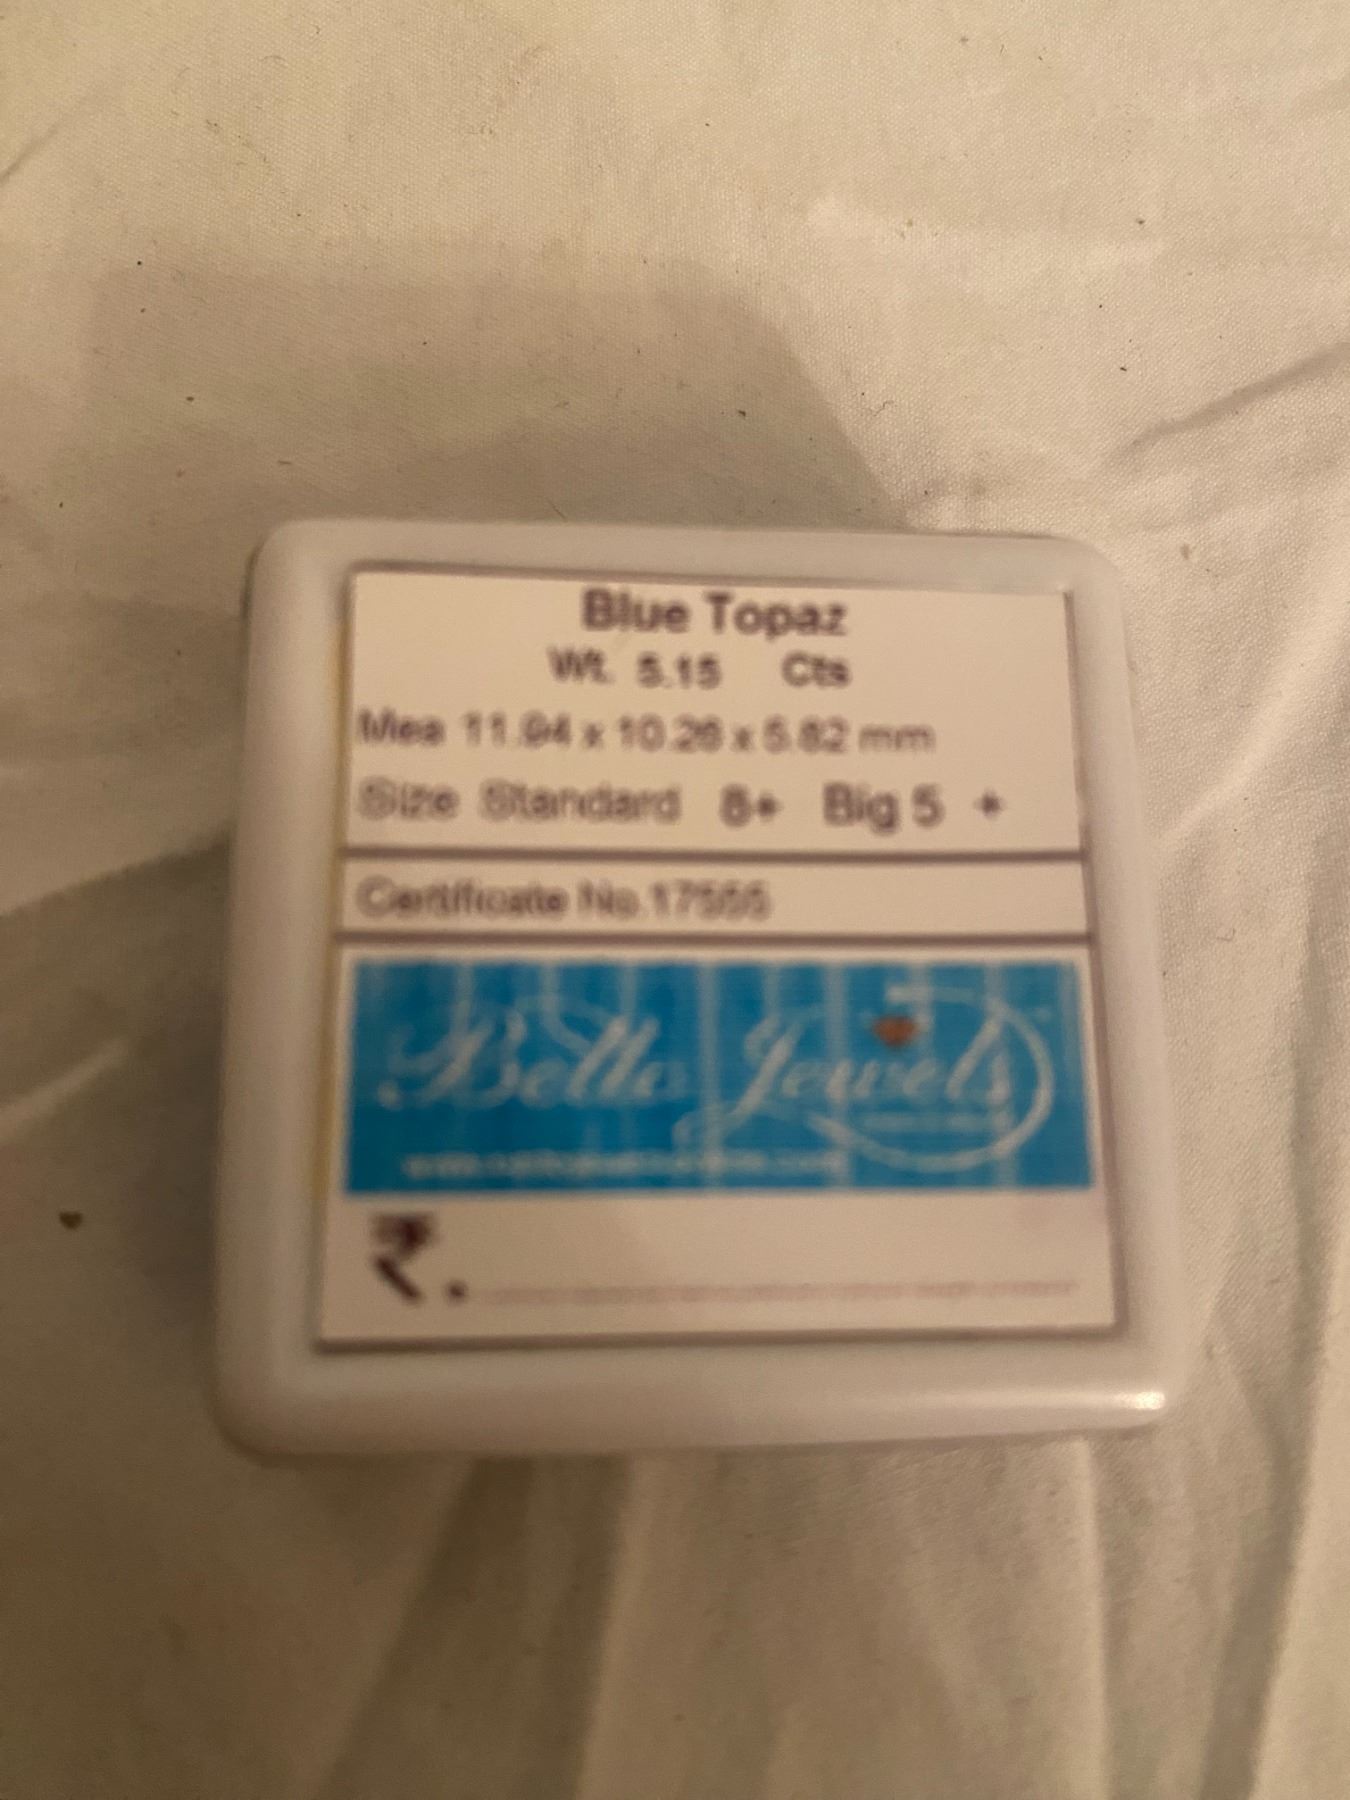 Blue Topaz
Wt. 5.15 Cts
Mea 11.94 x 10.26 x 5.82 mm
Size Standard 8+ Big 5 +
Certificate No.17555
Bello Jewels
₹.